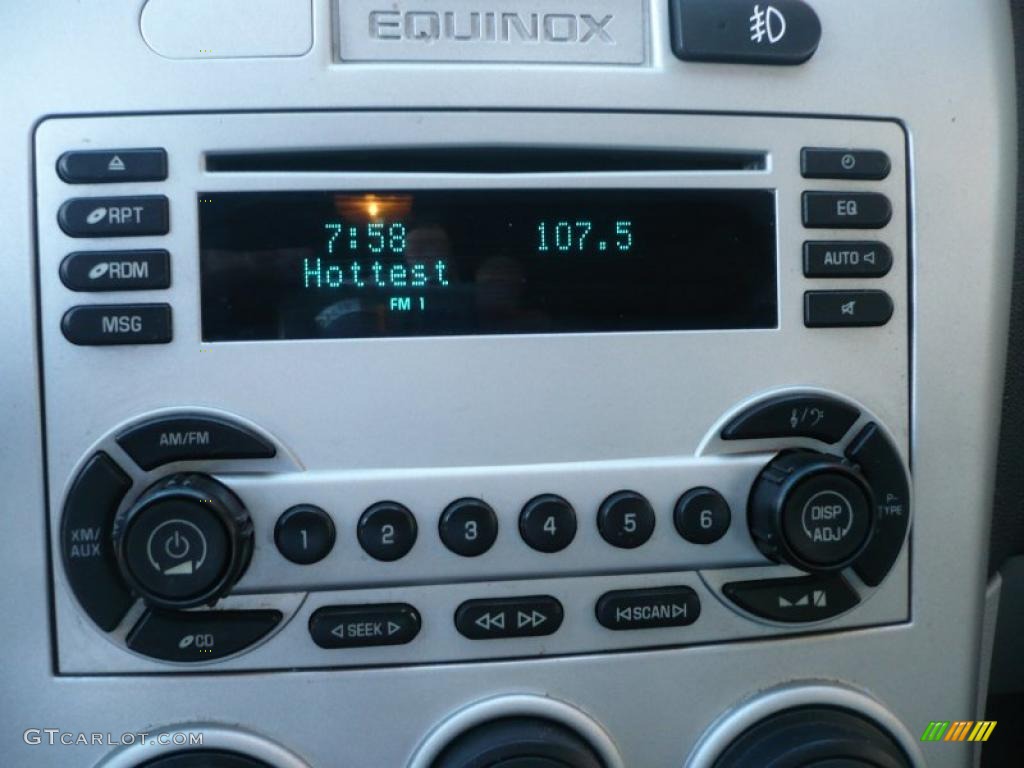 EQUINOX
RPT
RDM
MSG
7:58 107.5
Hottest
FM 1
EQ
AUTO
AM/FM
XM/
AUX
CD
1 2 3 4 5 6
DISP
ADJ
P-
TYPE
SEEK
SCAN
GTCARLOT.COM